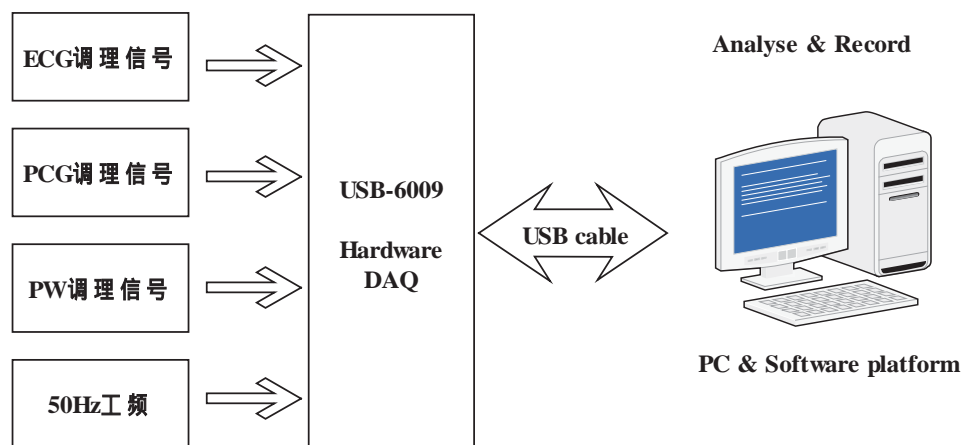 ECG调理信号
PCG调理信号
PW调理信号
50Hz工频
USB-6009
Hardware
DAQ
USB cable
Analyse & Record
PC & Software platform